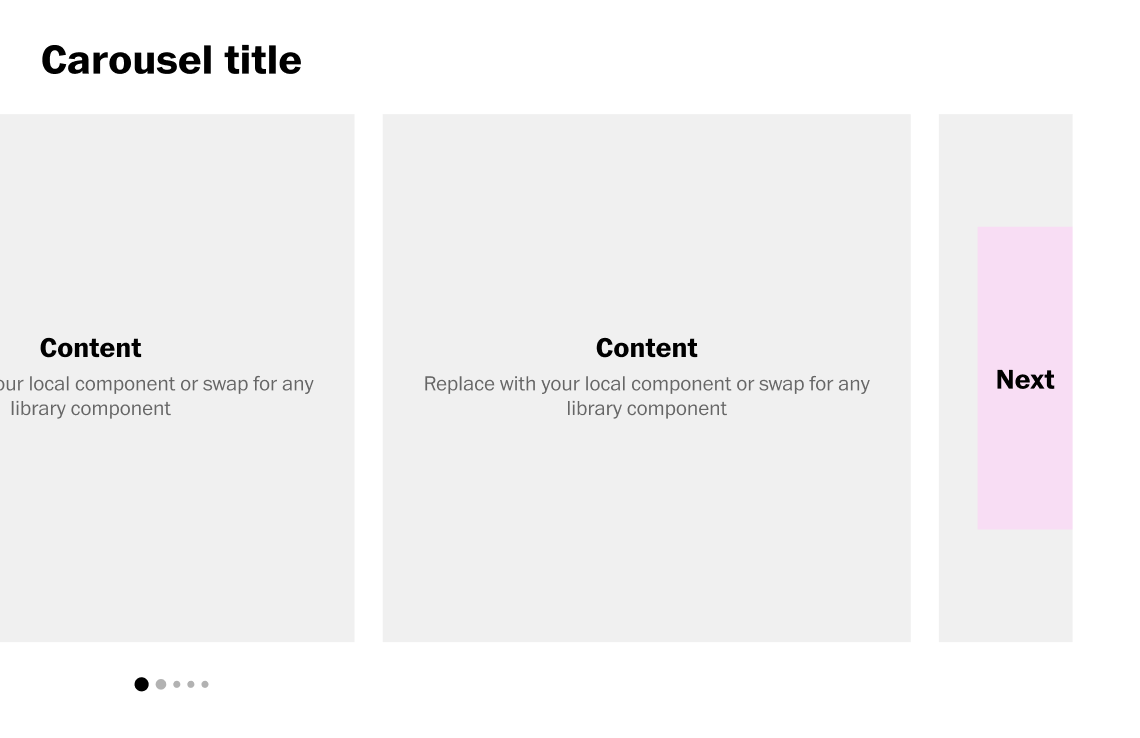 Carousel title
Content
our local component or swap for any
library component
Content
Replace with your local component or swap for any
library component
Next